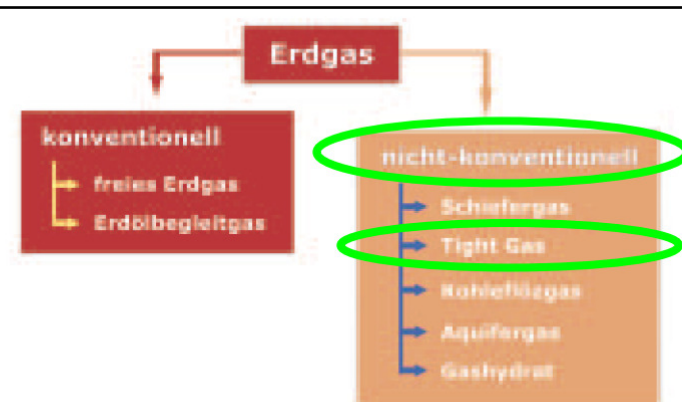 Erdgas
konventionell
freies Erdgas
Erdölbegleitgas
nicht-konventionell
Schiefergas
Tight Gas
Kohleflözgas
Aquifergas
Gashydrat